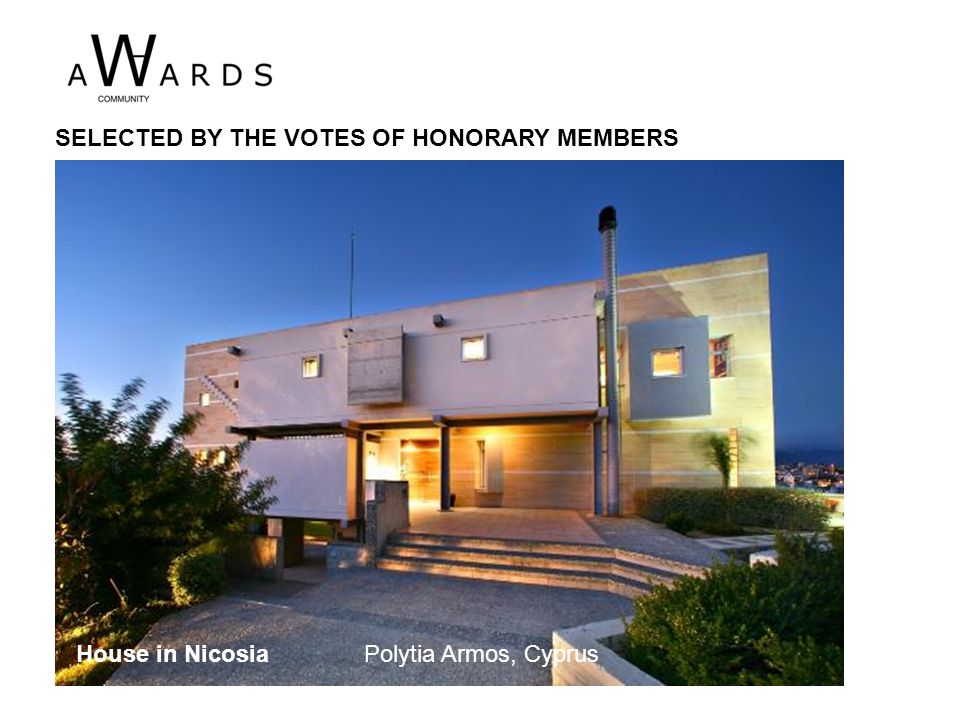 AWARDS
COMMUNITY
SELECTED BY THE VOTES OF HONORARY MEMBERS
House in Nicosia Polytia Armos, Cyprus